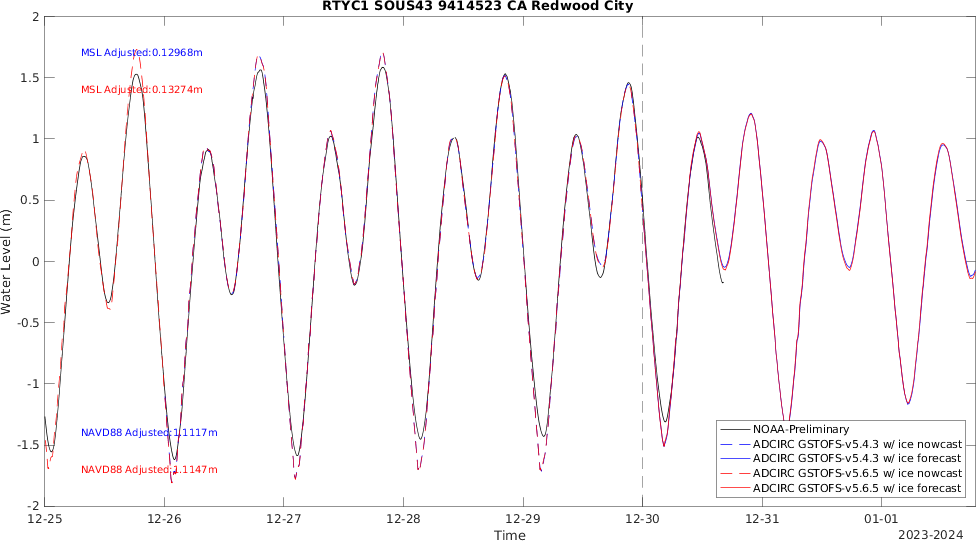 RTYC1 SOUS43 9414523 CA Redwood City
2
1.5
1
0.5
0
-0.5
-1
-1.5
-2
Water Level (m)
MSL Adjusted:0.12968m
MSL Adjusted:0.13274m
NAVD88 Adjusted:1.1117m
NAVD88 Adjusted:1.1147m
NOAA-Preliminary
ADCIRC GSTOFS-v5.4.3 w/ ice nowcast
ADCIRC GSTOFS-v5.4.3 w/ ice forecast
ADCIRC GSTOFS-v5.6.5 w/ ice nowcast
ADCIRC GSTOFS-v5.6.5 w/ ice forecast
12-25 12-26 12-27 12-28 12-29 12-30 12-31 01-01
Time
2023-2024